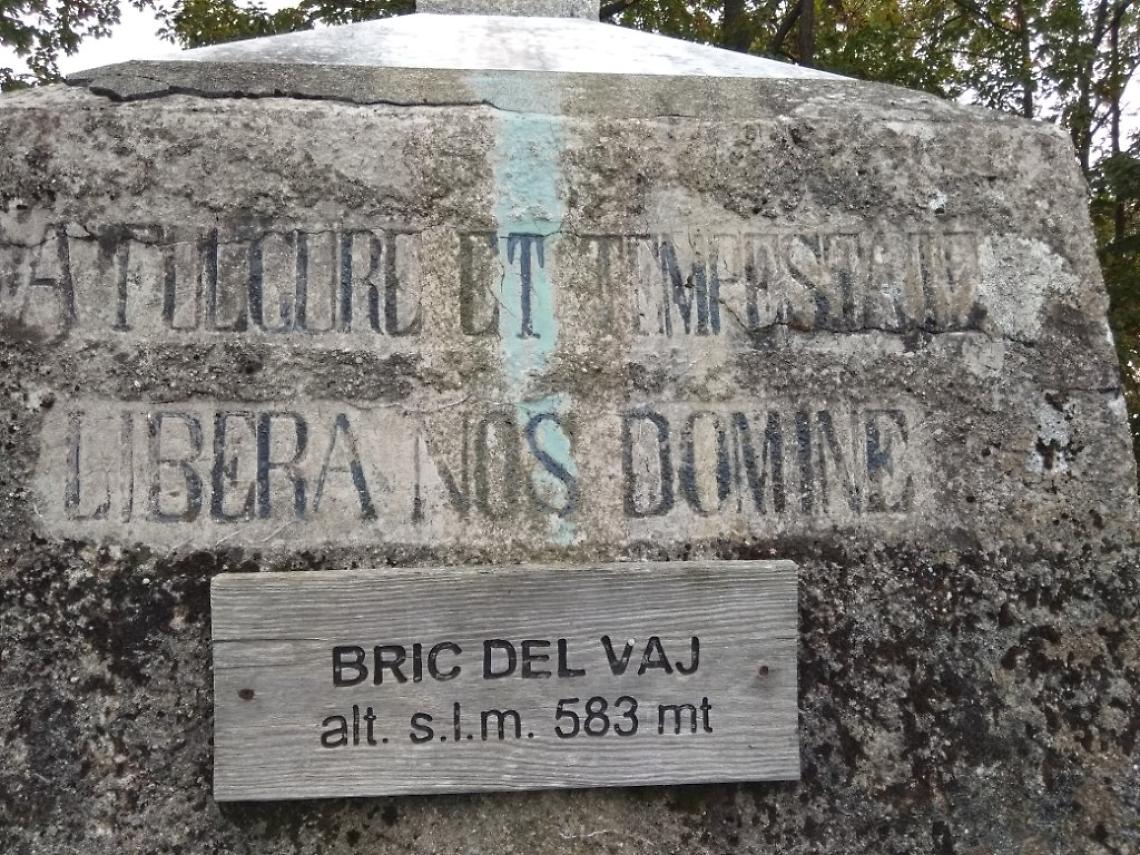 A FULGURE ET TEMPESTATE
LIBERA NOS DOMINE
BRIC DEL VAJ
alt. s.l.m. 583 mt